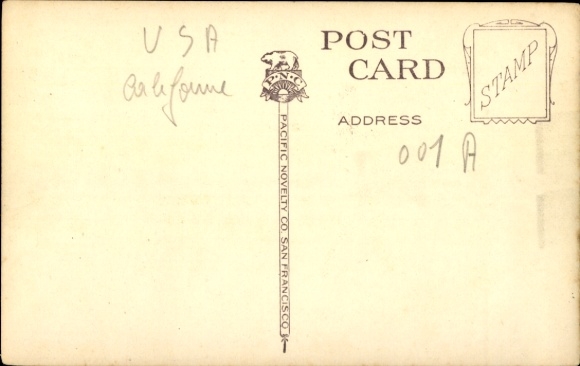 USA
Californie
P·N·C
PACIFIC NOVELTY CO. SAN FRANCISCO.
POST
CARD
ADDRESS
001 A
STAMP